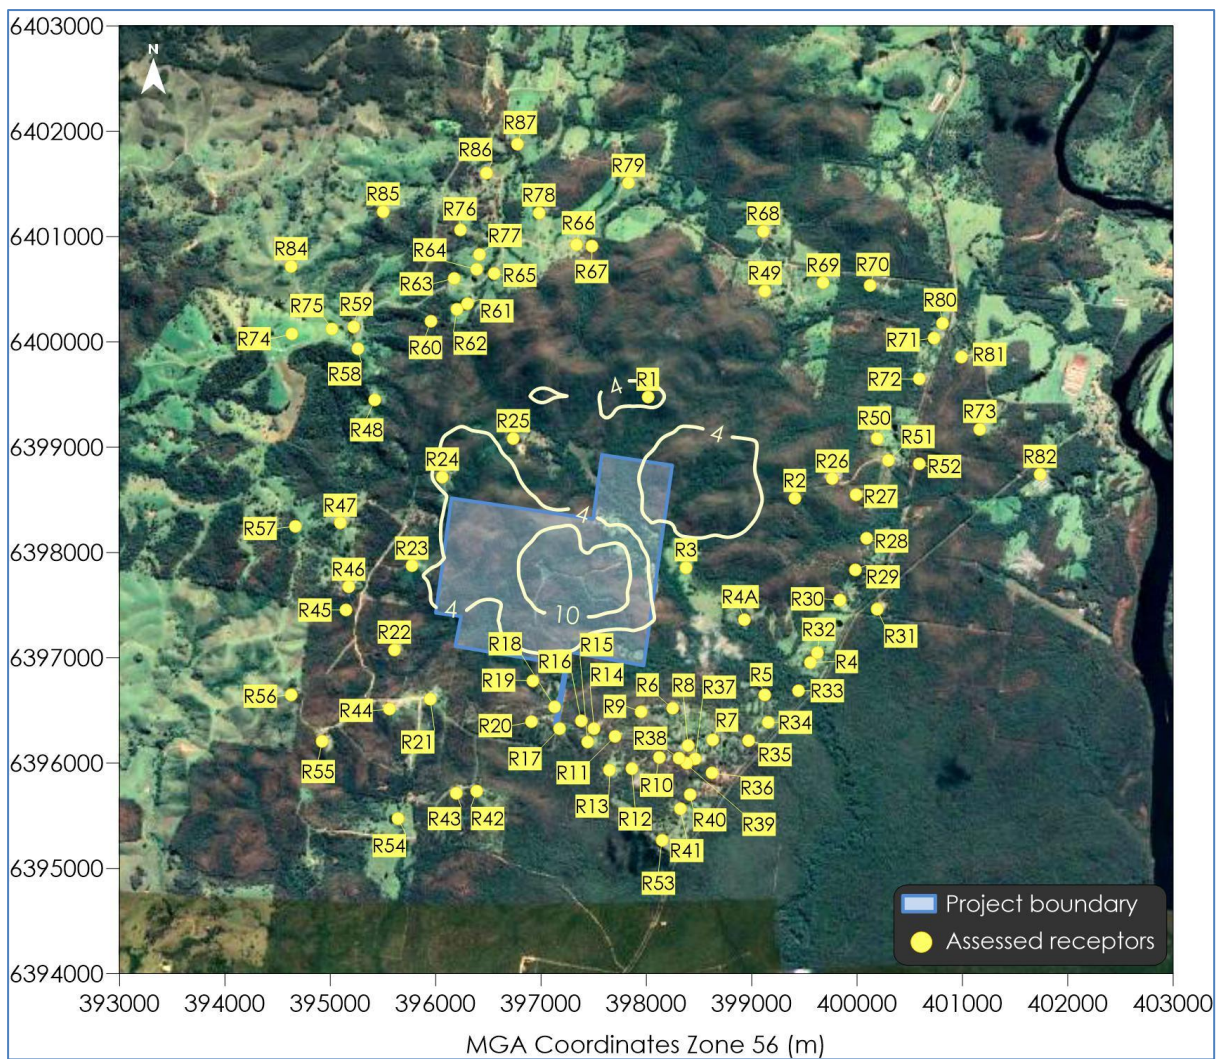 6403000
N
6402000
R87
R86
R79
R85
R78
R76
R66
R68
6401000
R77
R64
R84
R69
R70
R67
R49
R65
R63
R80
R75
R59
R61
6400000
R74
R62
R60
R71
R81
R58
R72
4
R1
R73
R48
R50
R25
4
R51
6399000
R24
R26
R52
R82
R2
R47
R27
R57
4
R28
6398000
R23
R3
R46
R29
4
10
R4A
R30
R45
R31
R22
R18
R15
R32
6397000
R16
R14
R4
R19
R6
R8
R37
R5
R56
R33
R44
R9
R20
R7
R34
R21
R17
R38
R35
6396000
R55
R11
R10
R36
R13
R43
R42
R12
R40
R39
R54
R41
6395000
R53
Project boundary
Assessed receptors
6394000
393000 394000 395000 396000 397000 398000 399000 400000 401000 402000 403000
MGA Coordinates Zone 56 (m)